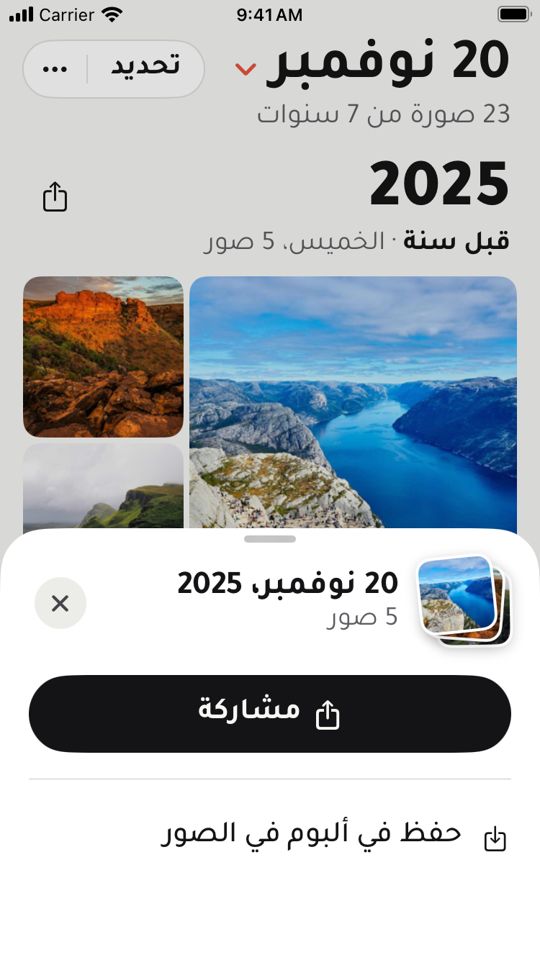 Carrier 9:41 AM
20 نوفمبر
تحديد
23 صورة من 7 سنوات
2025
قبل سنة · الخميس، 5 صور
20 نوفمبر، 2025
5 صور
مشاركة
حفظ في ألبوم في الصور